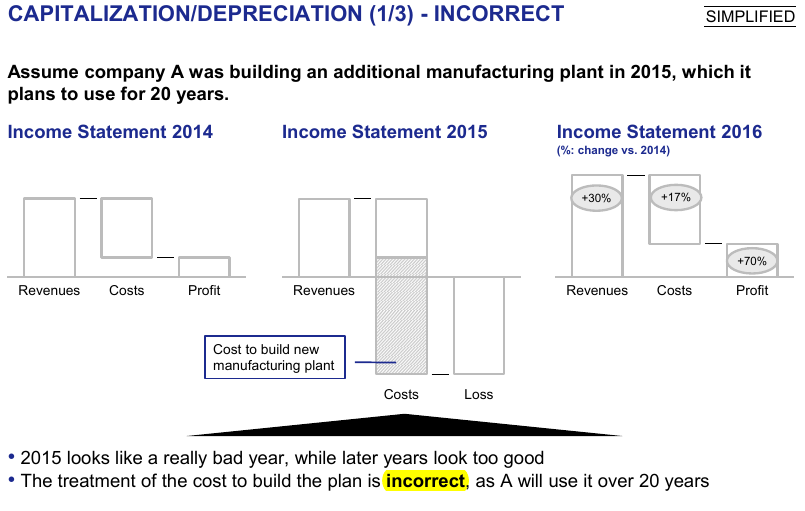 CAPITALIZATION/DEPRECIATION (1/3) - INCORRECT
SIMPLIFIED
Assume company A was building an additional manufacturing plant in 2015, which it
plans to use for 20 years.
Income Statement 2014
Income Statement 2015
Income Statement 2016
(%: change vs. 2014)
+30%
+17%
+70%
Revenues
Costs
Profit
Revenues
Revenues
Costs
Profit
Cost to build new
manufacturing plant
Costs
Loss
• 2015 looks like a really bad year, while later years look too good
• The treatment of the cost to build the plan is incorrect, as A will use it over 20 years